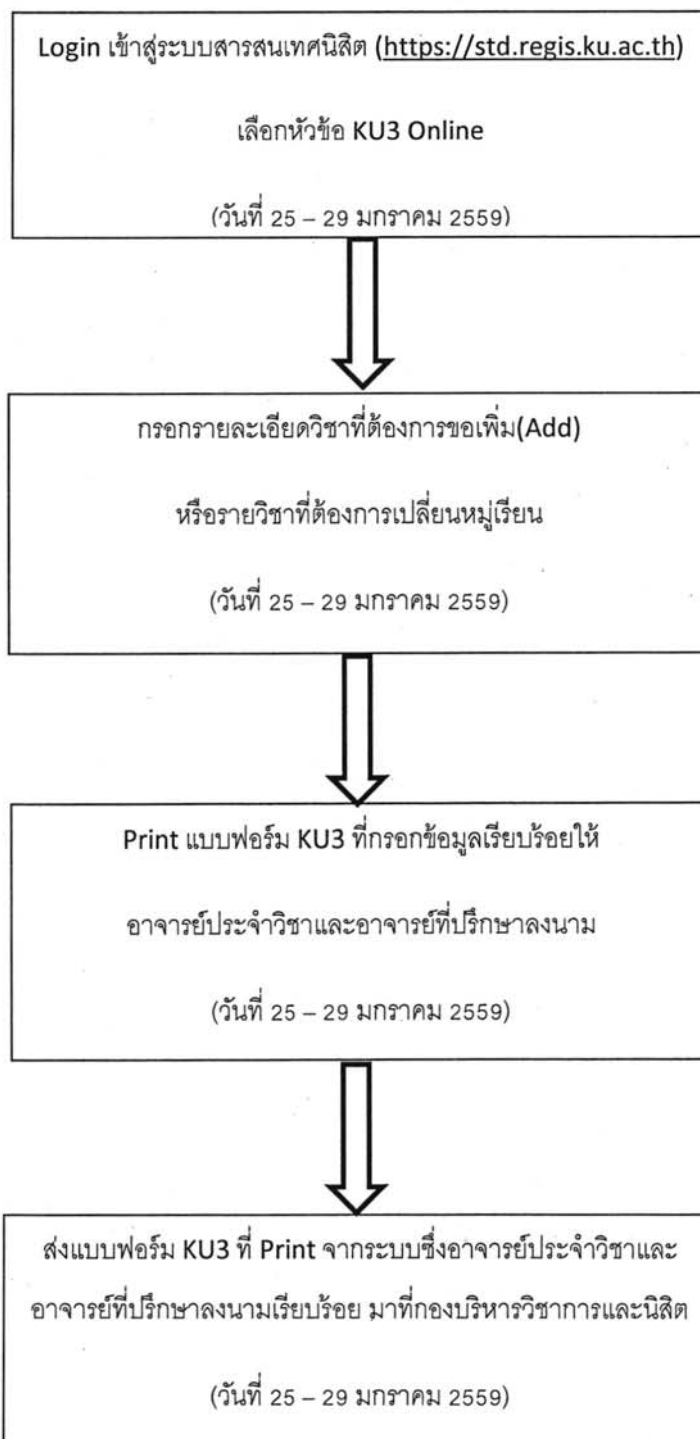 Login เข้าสู่ระบบสารสนเทศนิสิต (https://std.regis.ku.ac.th)
เลือกหัวข้อ KU3 Online
(วันที่ 25 – 29 มกราคม 2559)
กรอกรายละเอียดวิชาที่ต้องการขอเพิ่ม(Add)
หรือรายวิชาที่ต้องการเปลี่ยนหมู่เรียน
(วันที่ 25 – 29 มกราคม 2559)
Print แบบฟอร์ม KU3 ที่กรอกข้อมูลเรียบร้อยให้
อาจารย์ประจำวิชาและอาจารย์ที่ปรึกษาลงนาม
(วันที่ 25 – 29 มกราคม 2559)
ส่งแบบฟอร์ม KU3 ที่ Print จากระบบซึ่งอาจารย์ประจำวิชาและ
อาจารย์ที่ปรึกษาลงนามเรียบร้อย มาที่กองบริหารวิชาการและนิสิต
(วันที่ 25 – 29 มกราคม 2559)